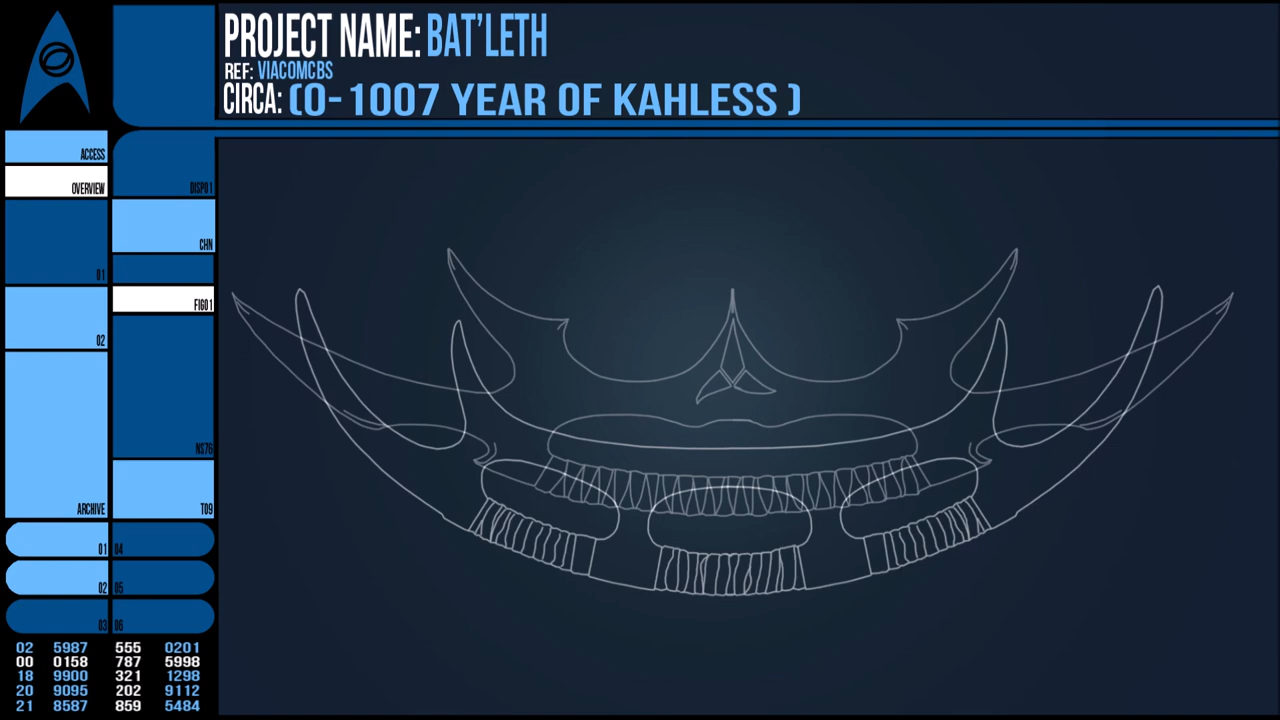 PROJECT NAME: BAT'LETH
REF: VIACOMCBS
CIRCA: (0-1007 YEAR OF KAHLESS )
ACCESS
OVERVIEW
DISP01
CHN
01
FIG01
02
NS76
ARCHIVE
T09
01 04
02 05
03 06
02 5987 555 0201
00 0158 787 5998
18 9900 321 1298
20 9095 202 9112
21 8587 859 5484